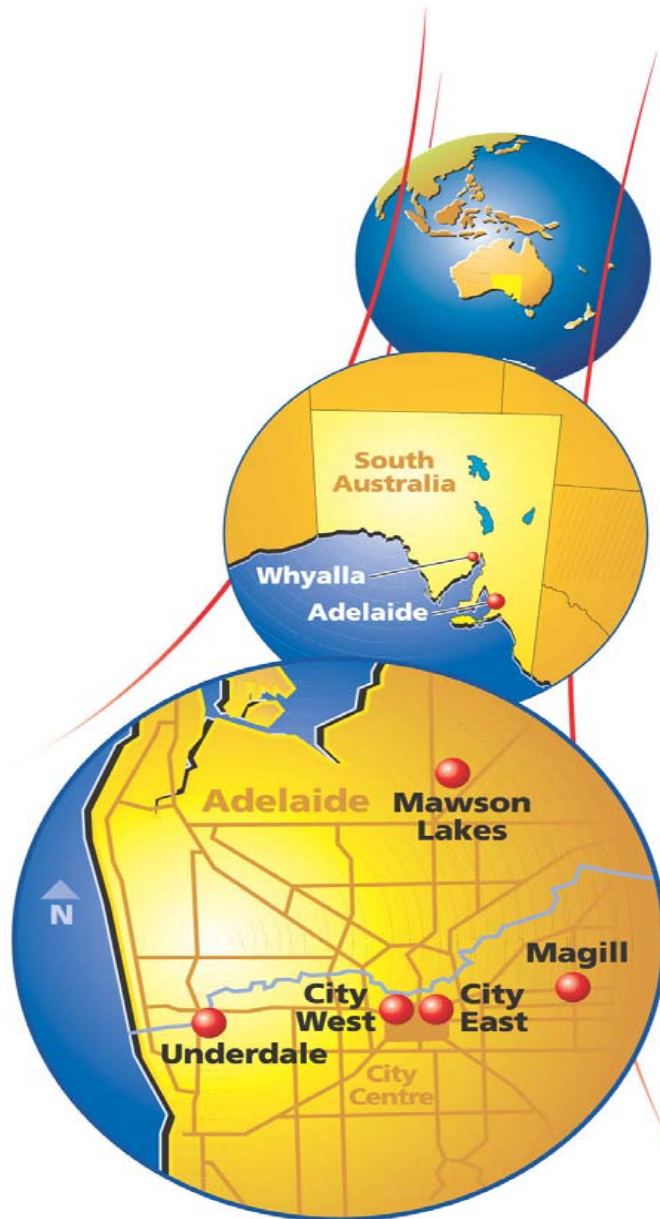 South
Australia
Whyalla
Adelaide
Adelaide
Mawson
Lakes
N
Magill
City
West
City
East
Underdale
City
Centre